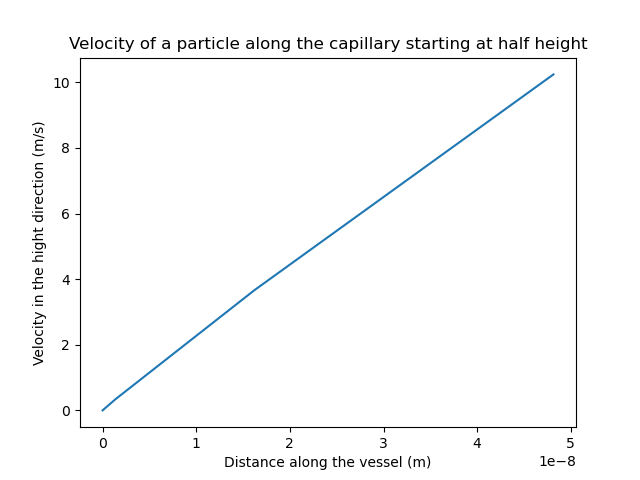 Velocity of a particle along the capillary starting at half height
10
8
6
4
2
0
Velocity in the hight direction (m/s)
0 1 2 3 4 5
1e−8
Distance along the vessel (m)